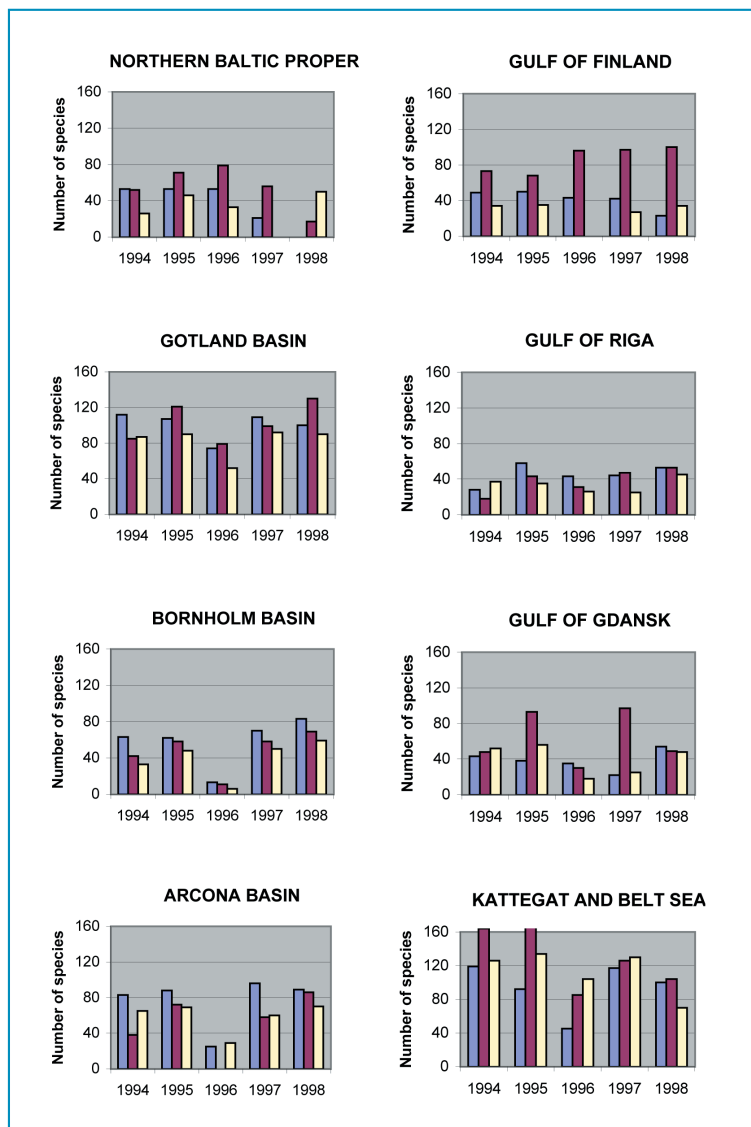 NORTHERN BALTIC PROPER
Number of species
160
120
80
40
0
1994 1995 1996 1997 1998
GULF OF FINLAND
Number of species
160
120
80
40
0
1994 1995 1996 1997 1998
GOTLAND BASIN
Number of species
160
120
80
40
0
1994 1995 1996 1997 1998
GULF OF RIGA
Number of species
160
120
80
40
0
1994 1995 1996 1997 1998
BORNHOLM BASIN
Number of species
160
120
80
40
0
1994 1995 1996 1997 1998
GULF OF GDANSK
Number of species
160
120
80
40
0
1994 1995 1996 1997 1998
ARCONA BASIN
Number of species
160
120
80
40
0
1994 1995 1996 1997 1998
KATTEGAT AND BELT SEA
Number of species
160
120
80
40
0
1994 1995 1996 1997 1998